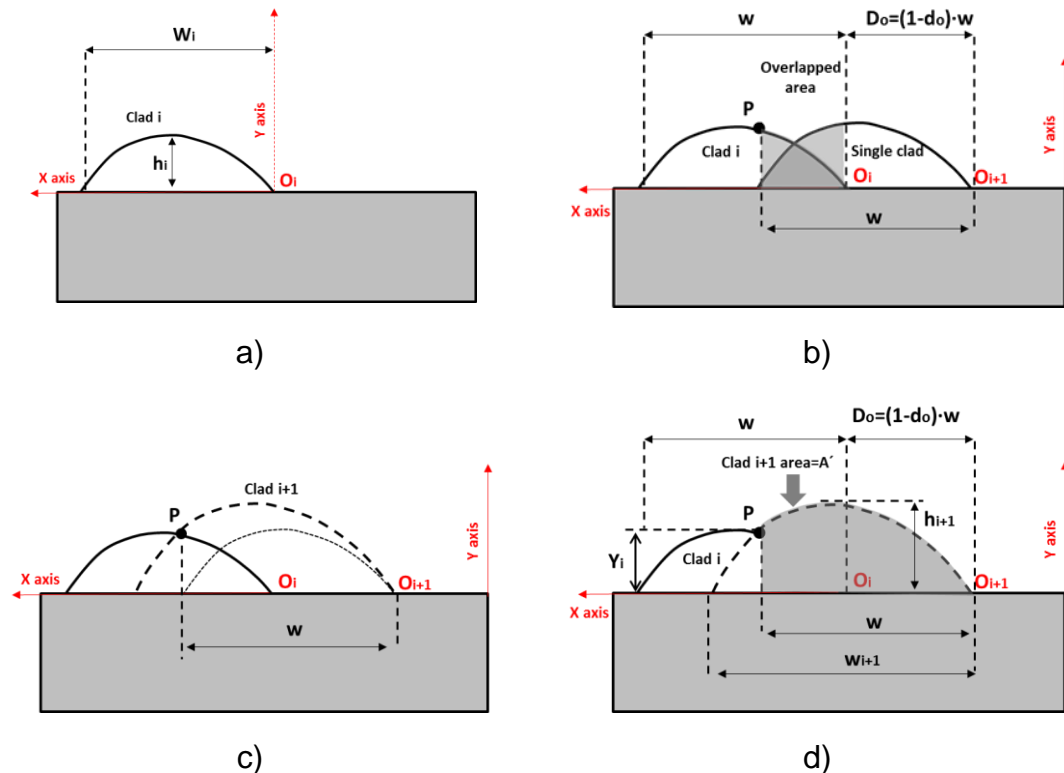 Wi
Clad i
hi
Y axis
X axis
Oi
a)
w
Do=(1-do)·w
Overlapped
area
P
Clad i
Single clad
Y axis
X axis
Oi
Oi+1
w
b)
Clad i+1
P
Y axis
X axis
Oi
Oi+1
w
c)
w
Do=(1-do)·w
Clad i+1 area=A´
P
hi+1
Yi
Clad i
Y axis
X axis
Oi
Oi+1
w
wi+1
d)